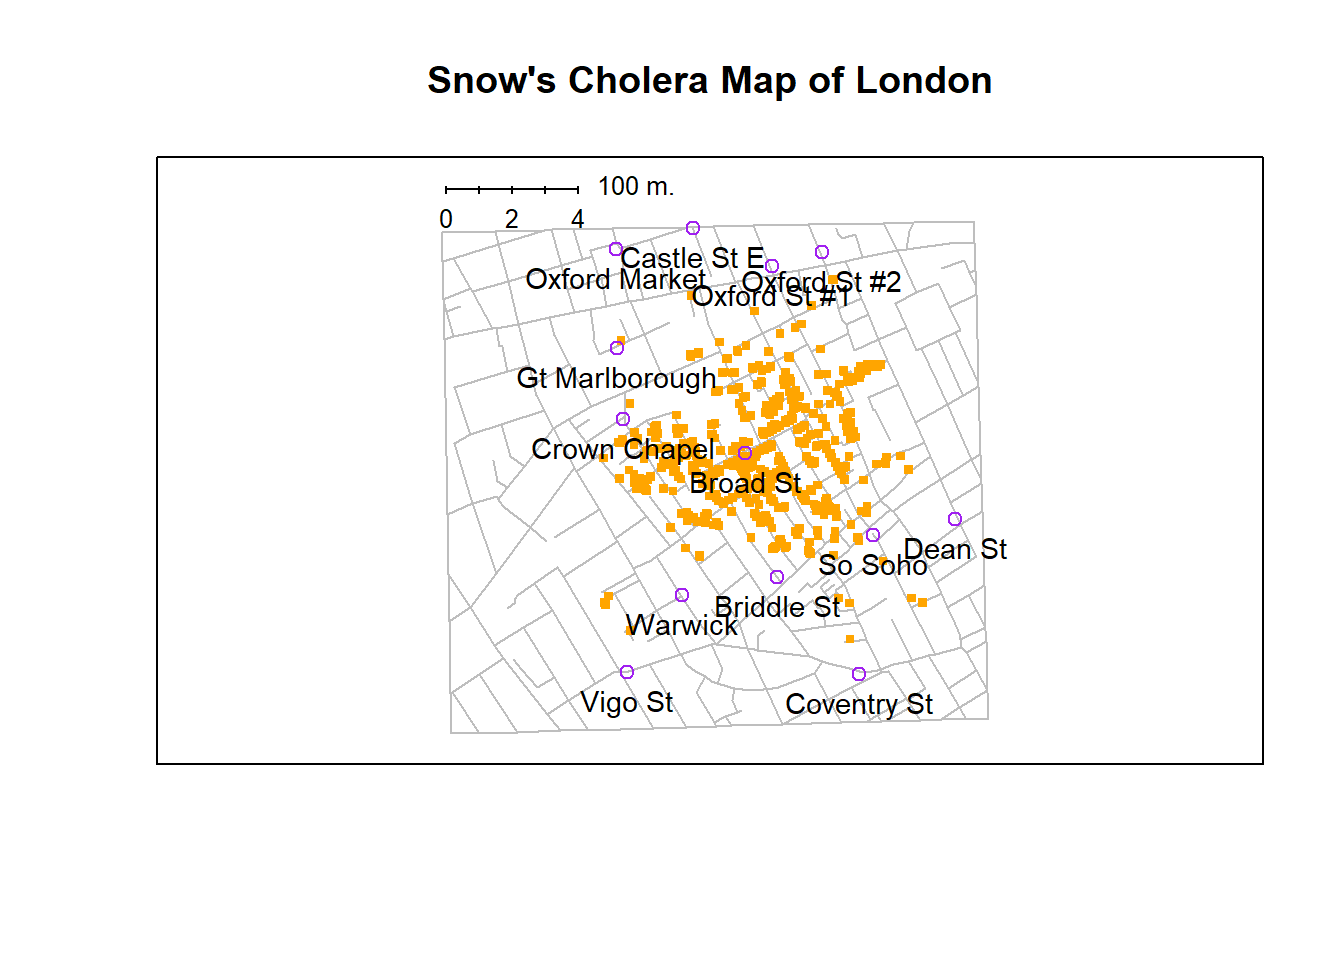 Snow's Cholera Map of London
100 m.
0 2 4
Castle St E
Oxford Market
Oxford St #2
Oxford St #1
Gt Marlborough
Crown Chapel
Broad St
Dean St
So Soho
Briddle St
Warwick
Vigo St
Coventry St